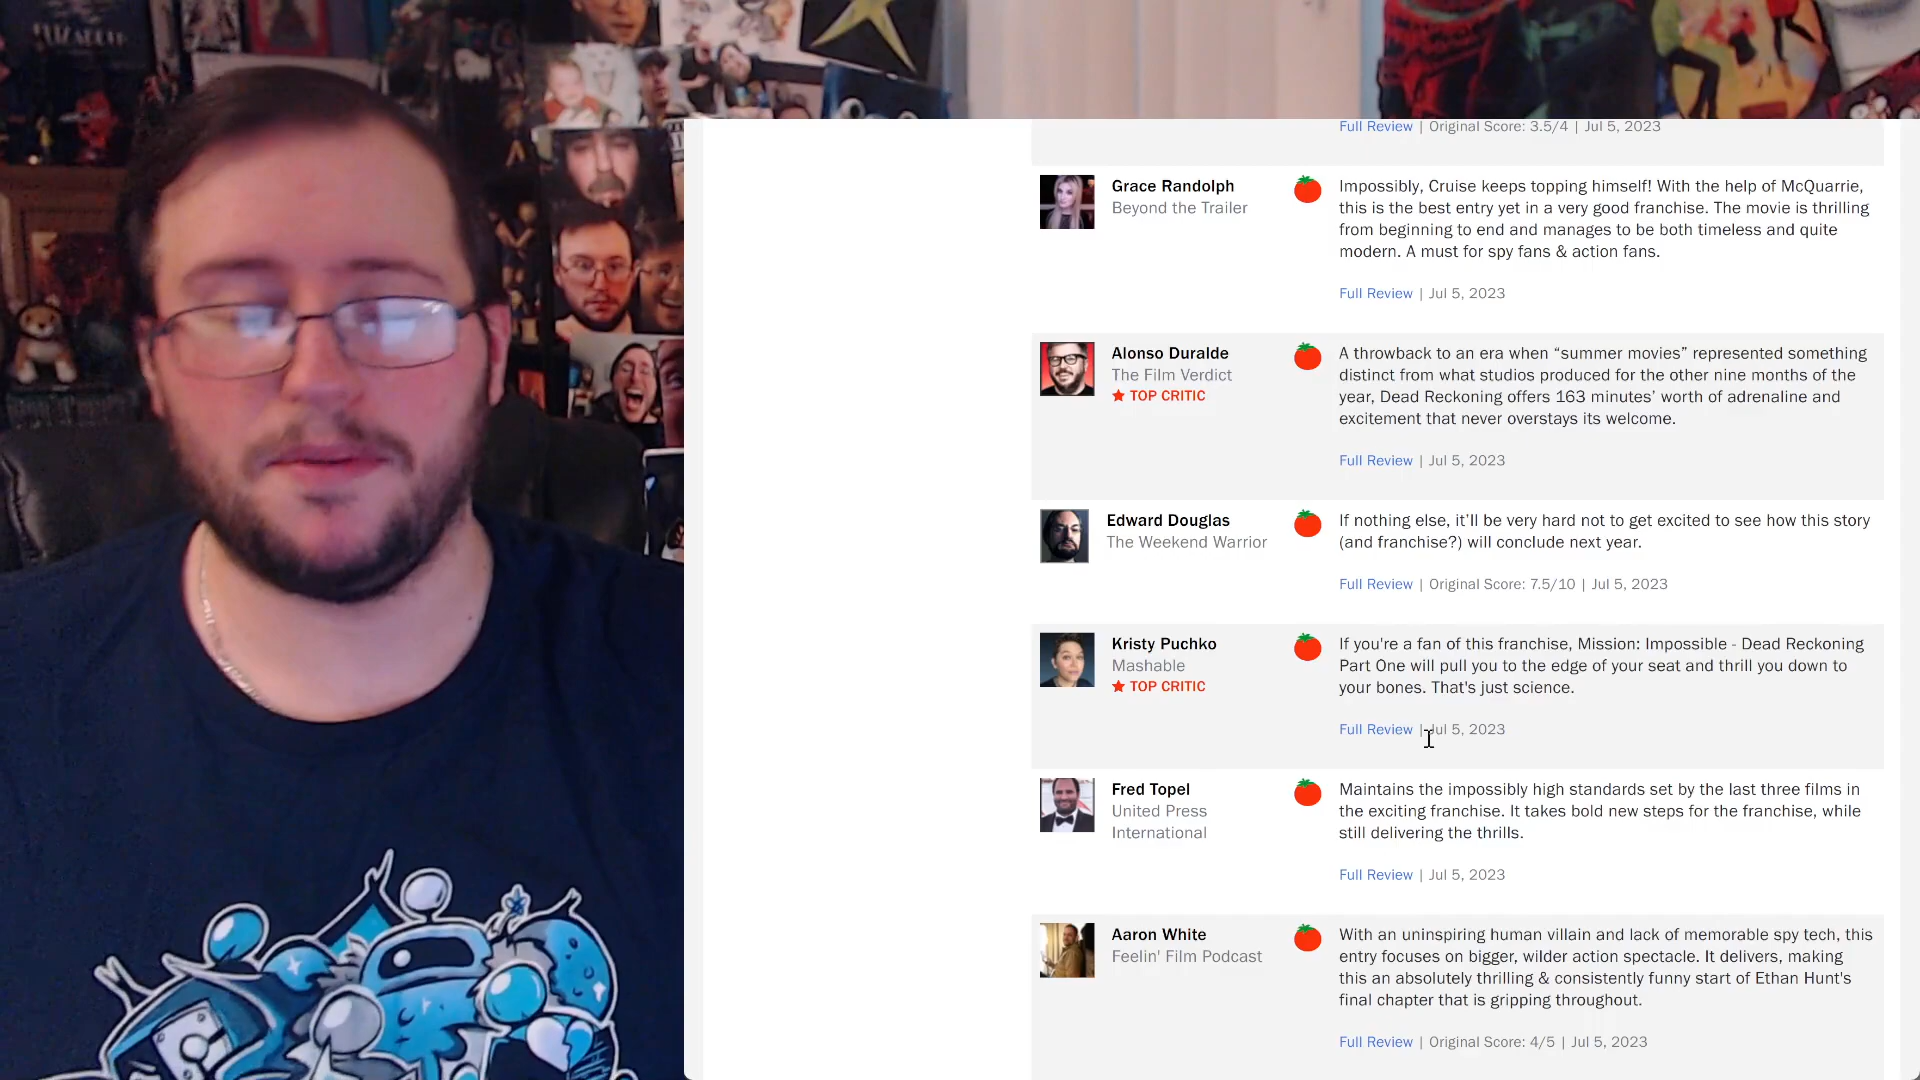 Full Review | Original Score: 3.5/4 | Jul 5, 2023
Grace Randolph
Beyond the Trailer
Impossibly, Cruise keeps topping himself! With the help of McQuarrie,
this is the best entry yet in a very good franchise. The movie is thrilling
from beginning to end and manages to be both timeless and quite
modern. A must for spy fans & action fans.
Full Review | Jul 5, 2023
Alonso Duralde
The Film Verdict
TOP CRITIC
A throwback to an era when “summer movies” represented something
distinct from what studios produced for the other nine months of the
year, Dead Reckoning offers 163 minutes’ worth of adrenaline and
excitement that never overstays its welcome.
Full Review | Jul 5, 2023
Edward Douglas
The Weekend Warrior
If nothing else, it’ll be very hard not to get excited to see how this story
(and franchise?) will conclude next year.
Full Review | Original Score: 7.5/10 | Jul 5, 2023
Kristy Puchko
Mashable
TOP CRITIC
If you're a fan of this franchise, Mission: Impossible - Dead Reckoning
Part One will pull you to the edge of your seat and thrill you down to
your bones. That's just science.
Full Review | Jul 5, 2023
Fred Topel
United Press
International
Maintains the impossibly high standards set by the last three films in
the exciting franchise. It takes bold new steps for the franchise, while
still delivering the thrills.
Full Review | Jul 5, 2023
Aaron White
Feelin' Film Podcast
With an uninspiring human villain and lack of memorable spy tech, this
entry focuses on bigger, wilder action spectacle. It delivers, making
this an absolutely thrilling & consistently funny start of Ethan Hunt's
final chapter that is gripping throughout.
Full Review | Original Score: 4/5 | Jul 5, 2023